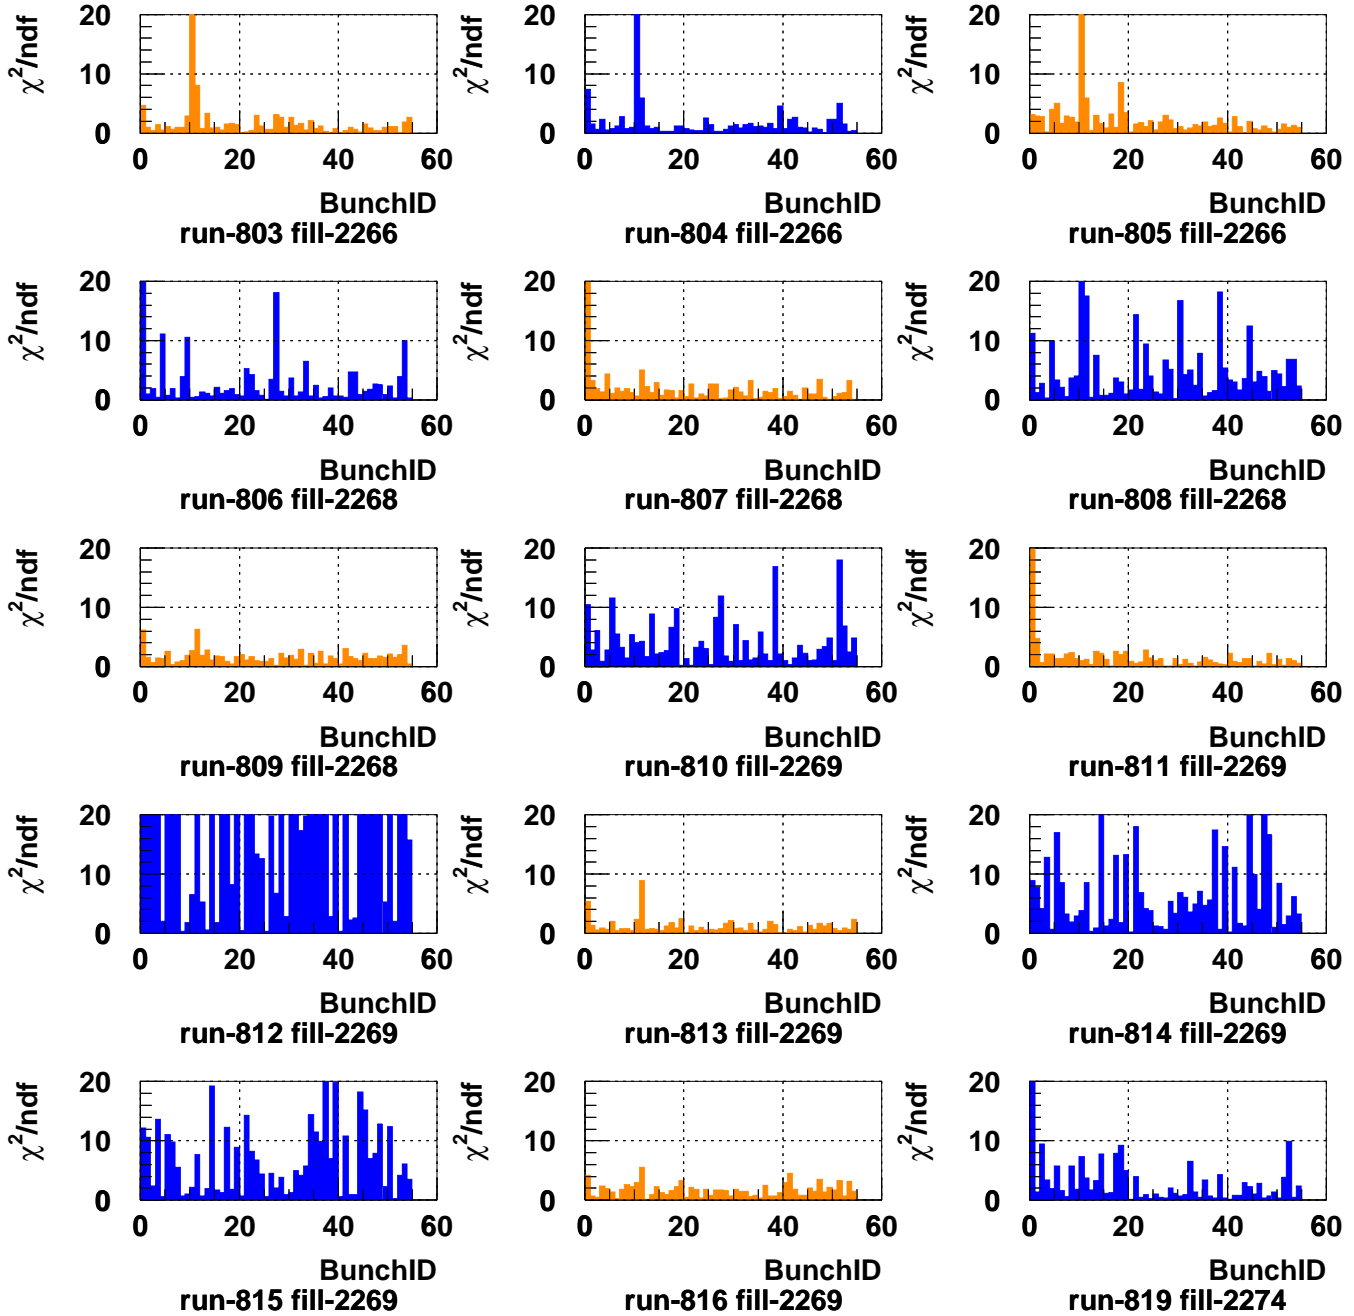 χ²/ndf 20 10 0 0 20 40 60 BunchID run-803 fill-2266
χ²/ndf 20 10 0 0 20 40 60 BunchID run-804 fill-2266
χ²/ndf 20 10 0 0 20 40 60 BunchID run-805 fill-2266
χ²/ndf 20 10 0 0 20 40 60 BunchID run-806 fill-2268
χ²/ndf 20 10 0 0 20 40 60 BunchID run-807 fill-2268
χ²/ndf 20 10 0 0 20 40 60 BunchID run-808 fill-2268
χ²/ndf 20 10 0 0 20 40 60 BunchID run-809 fill-2268
χ²/ndf 20 10 0 0 20 40 60 BunchID run-810 fill-2269
χ²/ndf 20 10 0 0 20 40 60 BunchID run-811 fill-2269
χ²/ndf 20 10 0 0 20 40 60 BunchID run-812 fill-2269
χ²/ndf 20 10 0 0 20 40 60 BunchID run-813 fill-2269
χ²/ndf 20 10 0 0 20 40 60 BunchID run-814 fill-2269
χ²/ndf 20 10 0 0 20 40 60 BunchID run-815 fill-2269
χ²/ndf 20 10 0 0 20 40 60 BunchID run-816 fill-2269
χ²/ndf 20 10 0 0 20 40 60 BunchID run-819 fill-2274